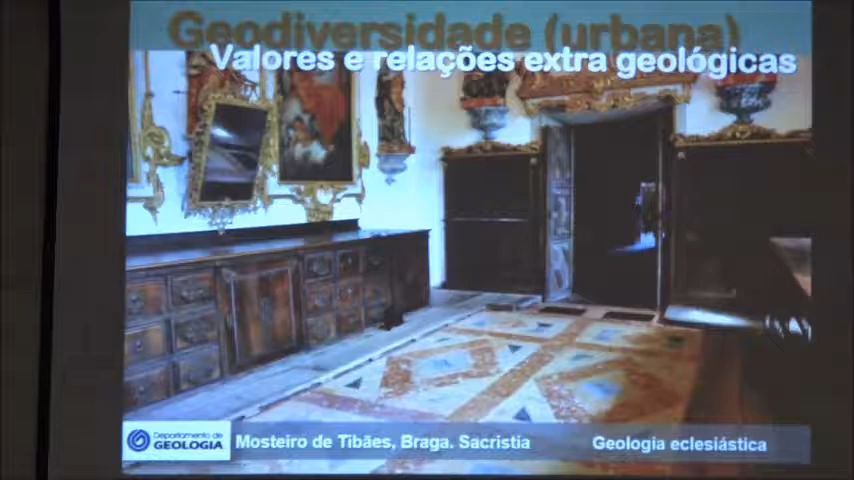 Geodiversidade (urbana)
Valores e relações extra geológicas
Departamento de
GEOLOGIA
Mosteiro de Tibães, Braga. Sacristia
Geologia eclesiástica